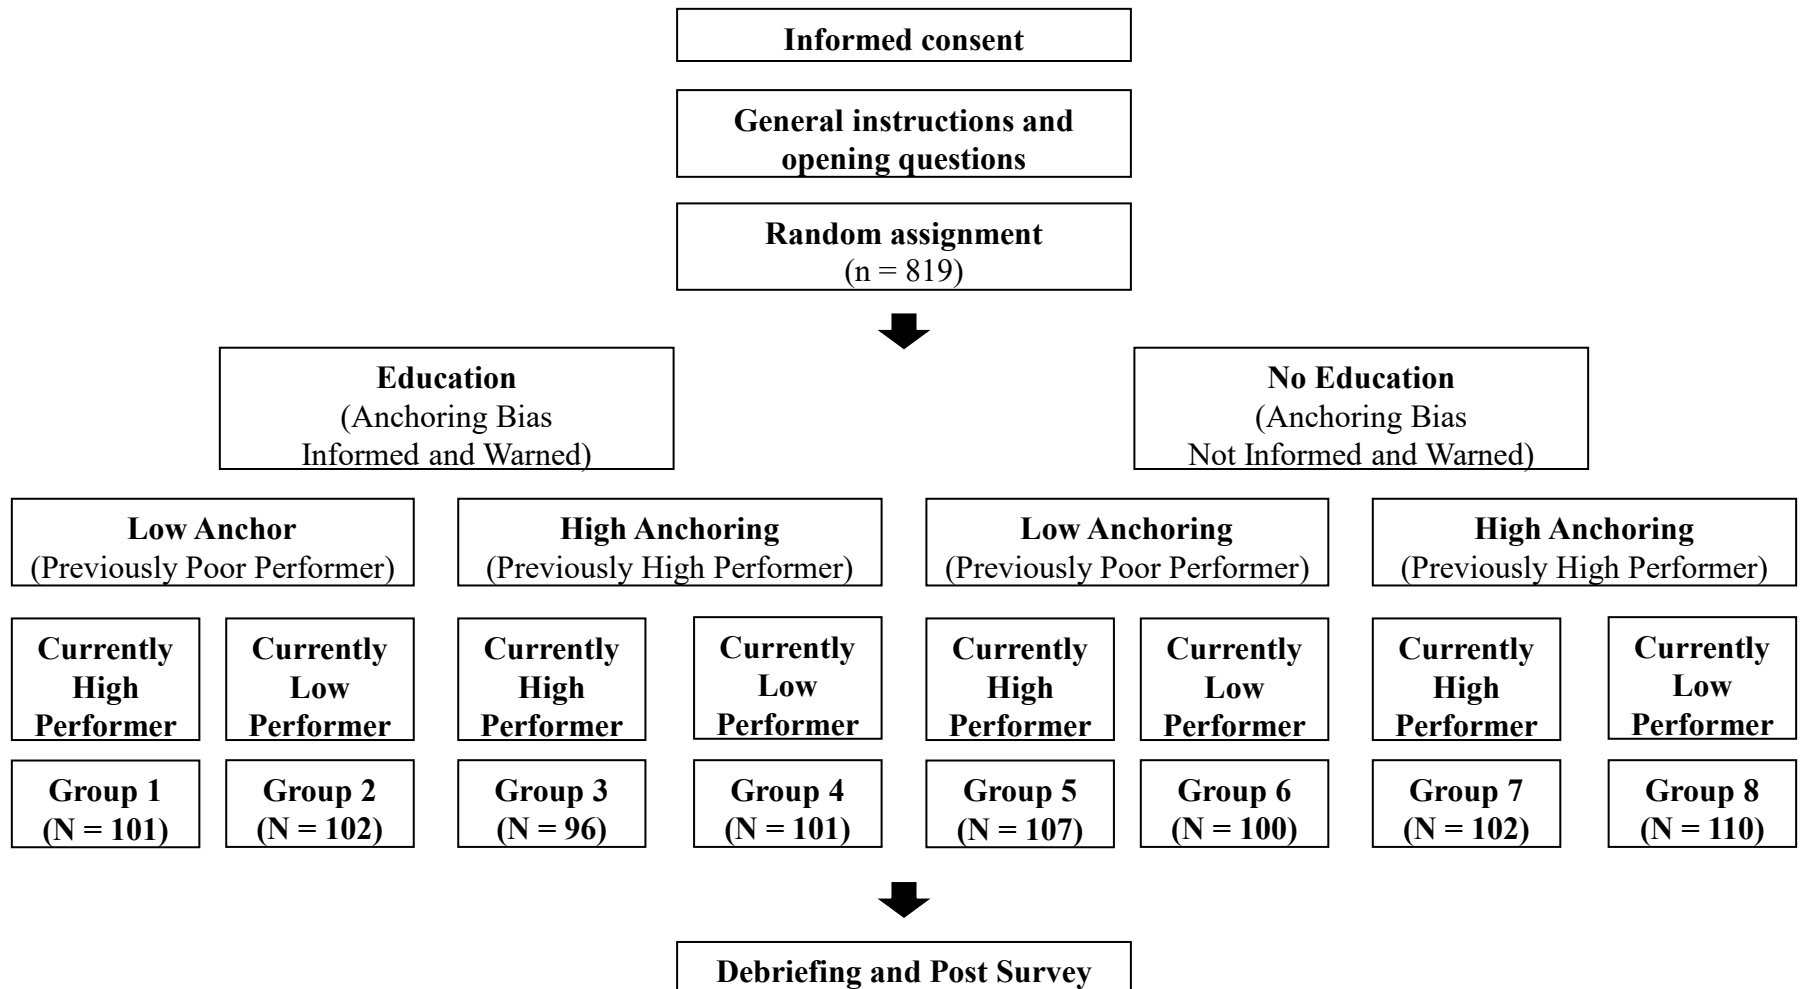 Informed consent
General instructions and
opening questions
Random assignment
(n = 819)
Education
(Anchoring Bias
Informed and Warned)
No Education
(Anchoring Bias
Not Informed and Warned)
Low Anchor
(Previously Poor Performer)
High Anchoring
(Previously High Performer)
Low Anchoring
(Previously Poor Performer)
High Anchoring
(Previously High Performer)
Currently
High
Performer
Currently
Low
Performer
Currently
High
Performer
Currently
Low
Performer
Currently
High
Performer
Currently
Low
Performer
Currently
High
Performer
Currently
Low
Performer
Group 1
(N = 101)
Group 2
(N = 102)
Group 3
(N = 96)
Group 4
(N = 101)
Group 5
(N = 107)
Group 6
(N = 100)
Group 7
(N = 102)
Group 8
(N = 110)
Debriefing and Post Survey